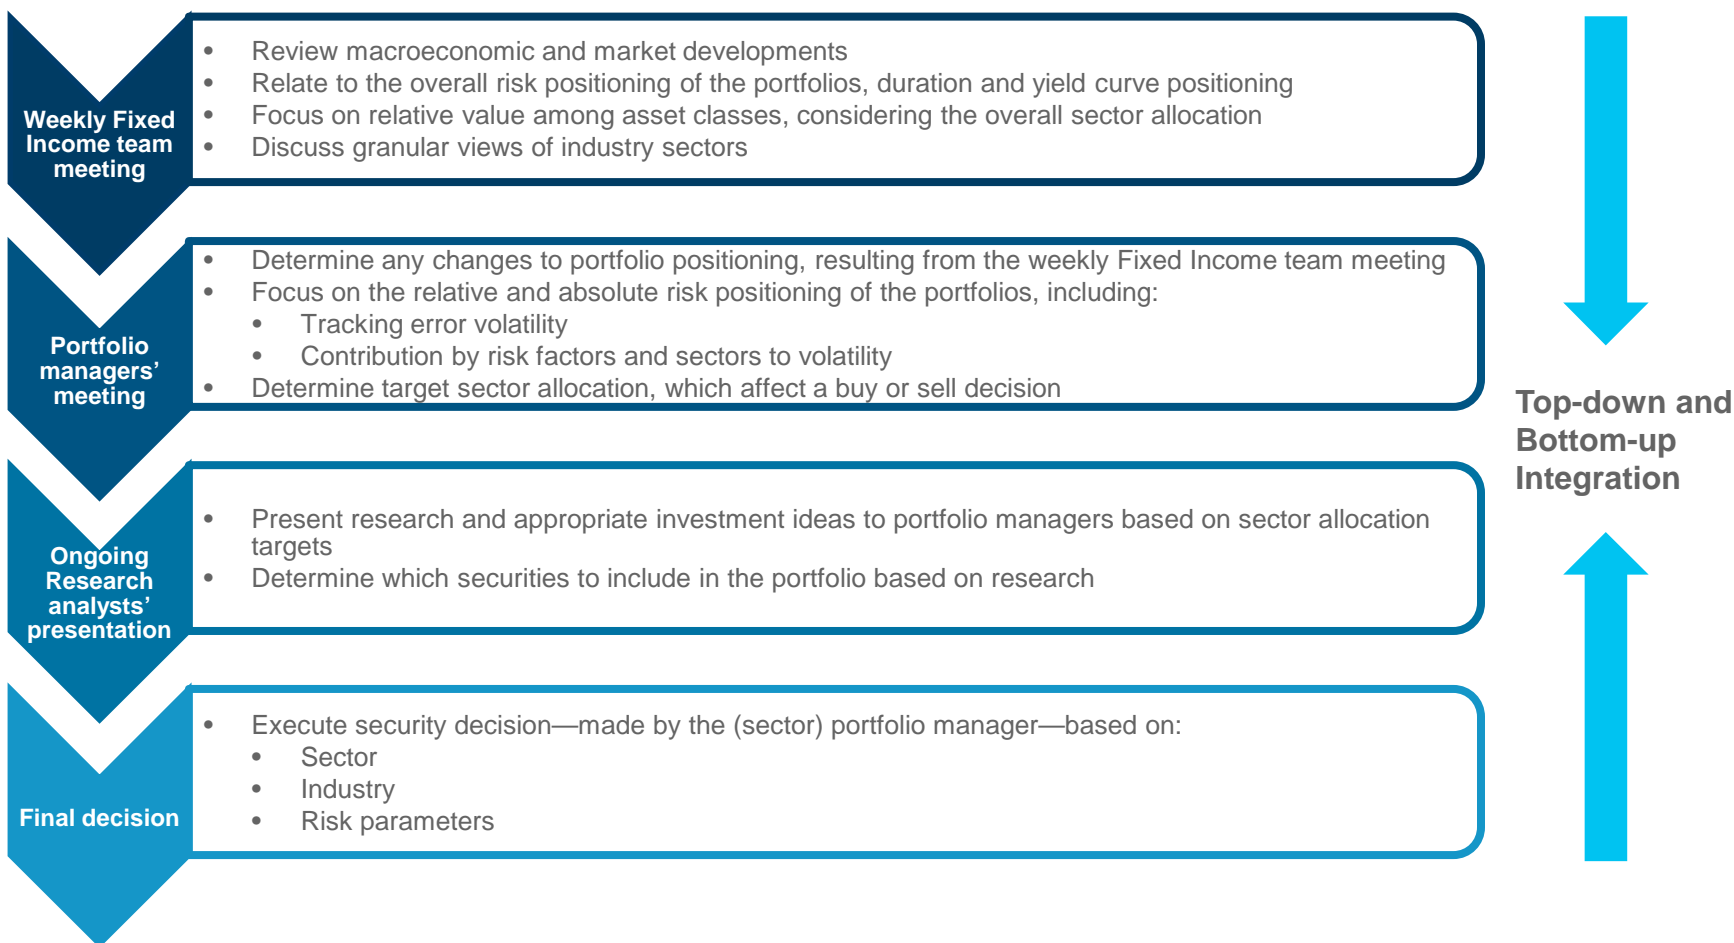 Weekly Fixed
Income team
meeting
• Review macroeconomic and market developments
• Relate to the overall risk positioning of the portfolios, duration and yield curve positioning
• Focus on relative value among asset classes, considering the overall sector allocation
• Discuss granular views of industry sectors
Portfolio
managers’
meeting
• Determine any changes to portfolio positioning, resulting from the weekly Fixed Income team meeting
• Focus on the relative and absolute risk positioning of the portfolios, including:
• Tracking error volatility
• Contribution by risk factors and sectors to volatility
• Determine target sector allocation, which affect a buy or sell decision
Ongoing
Research
analysts’
presentation
• Present research and appropriate investment ideas to portfolio managers based on sector allocation
targets
• Determine which securities to include in the portfolio based on research
Final decision
• Execute security decision—made by the (sector) portfolio manager—based on:
• Sector
• Industry
• Risk parameters
Top-down and
Bottom-up
Integration